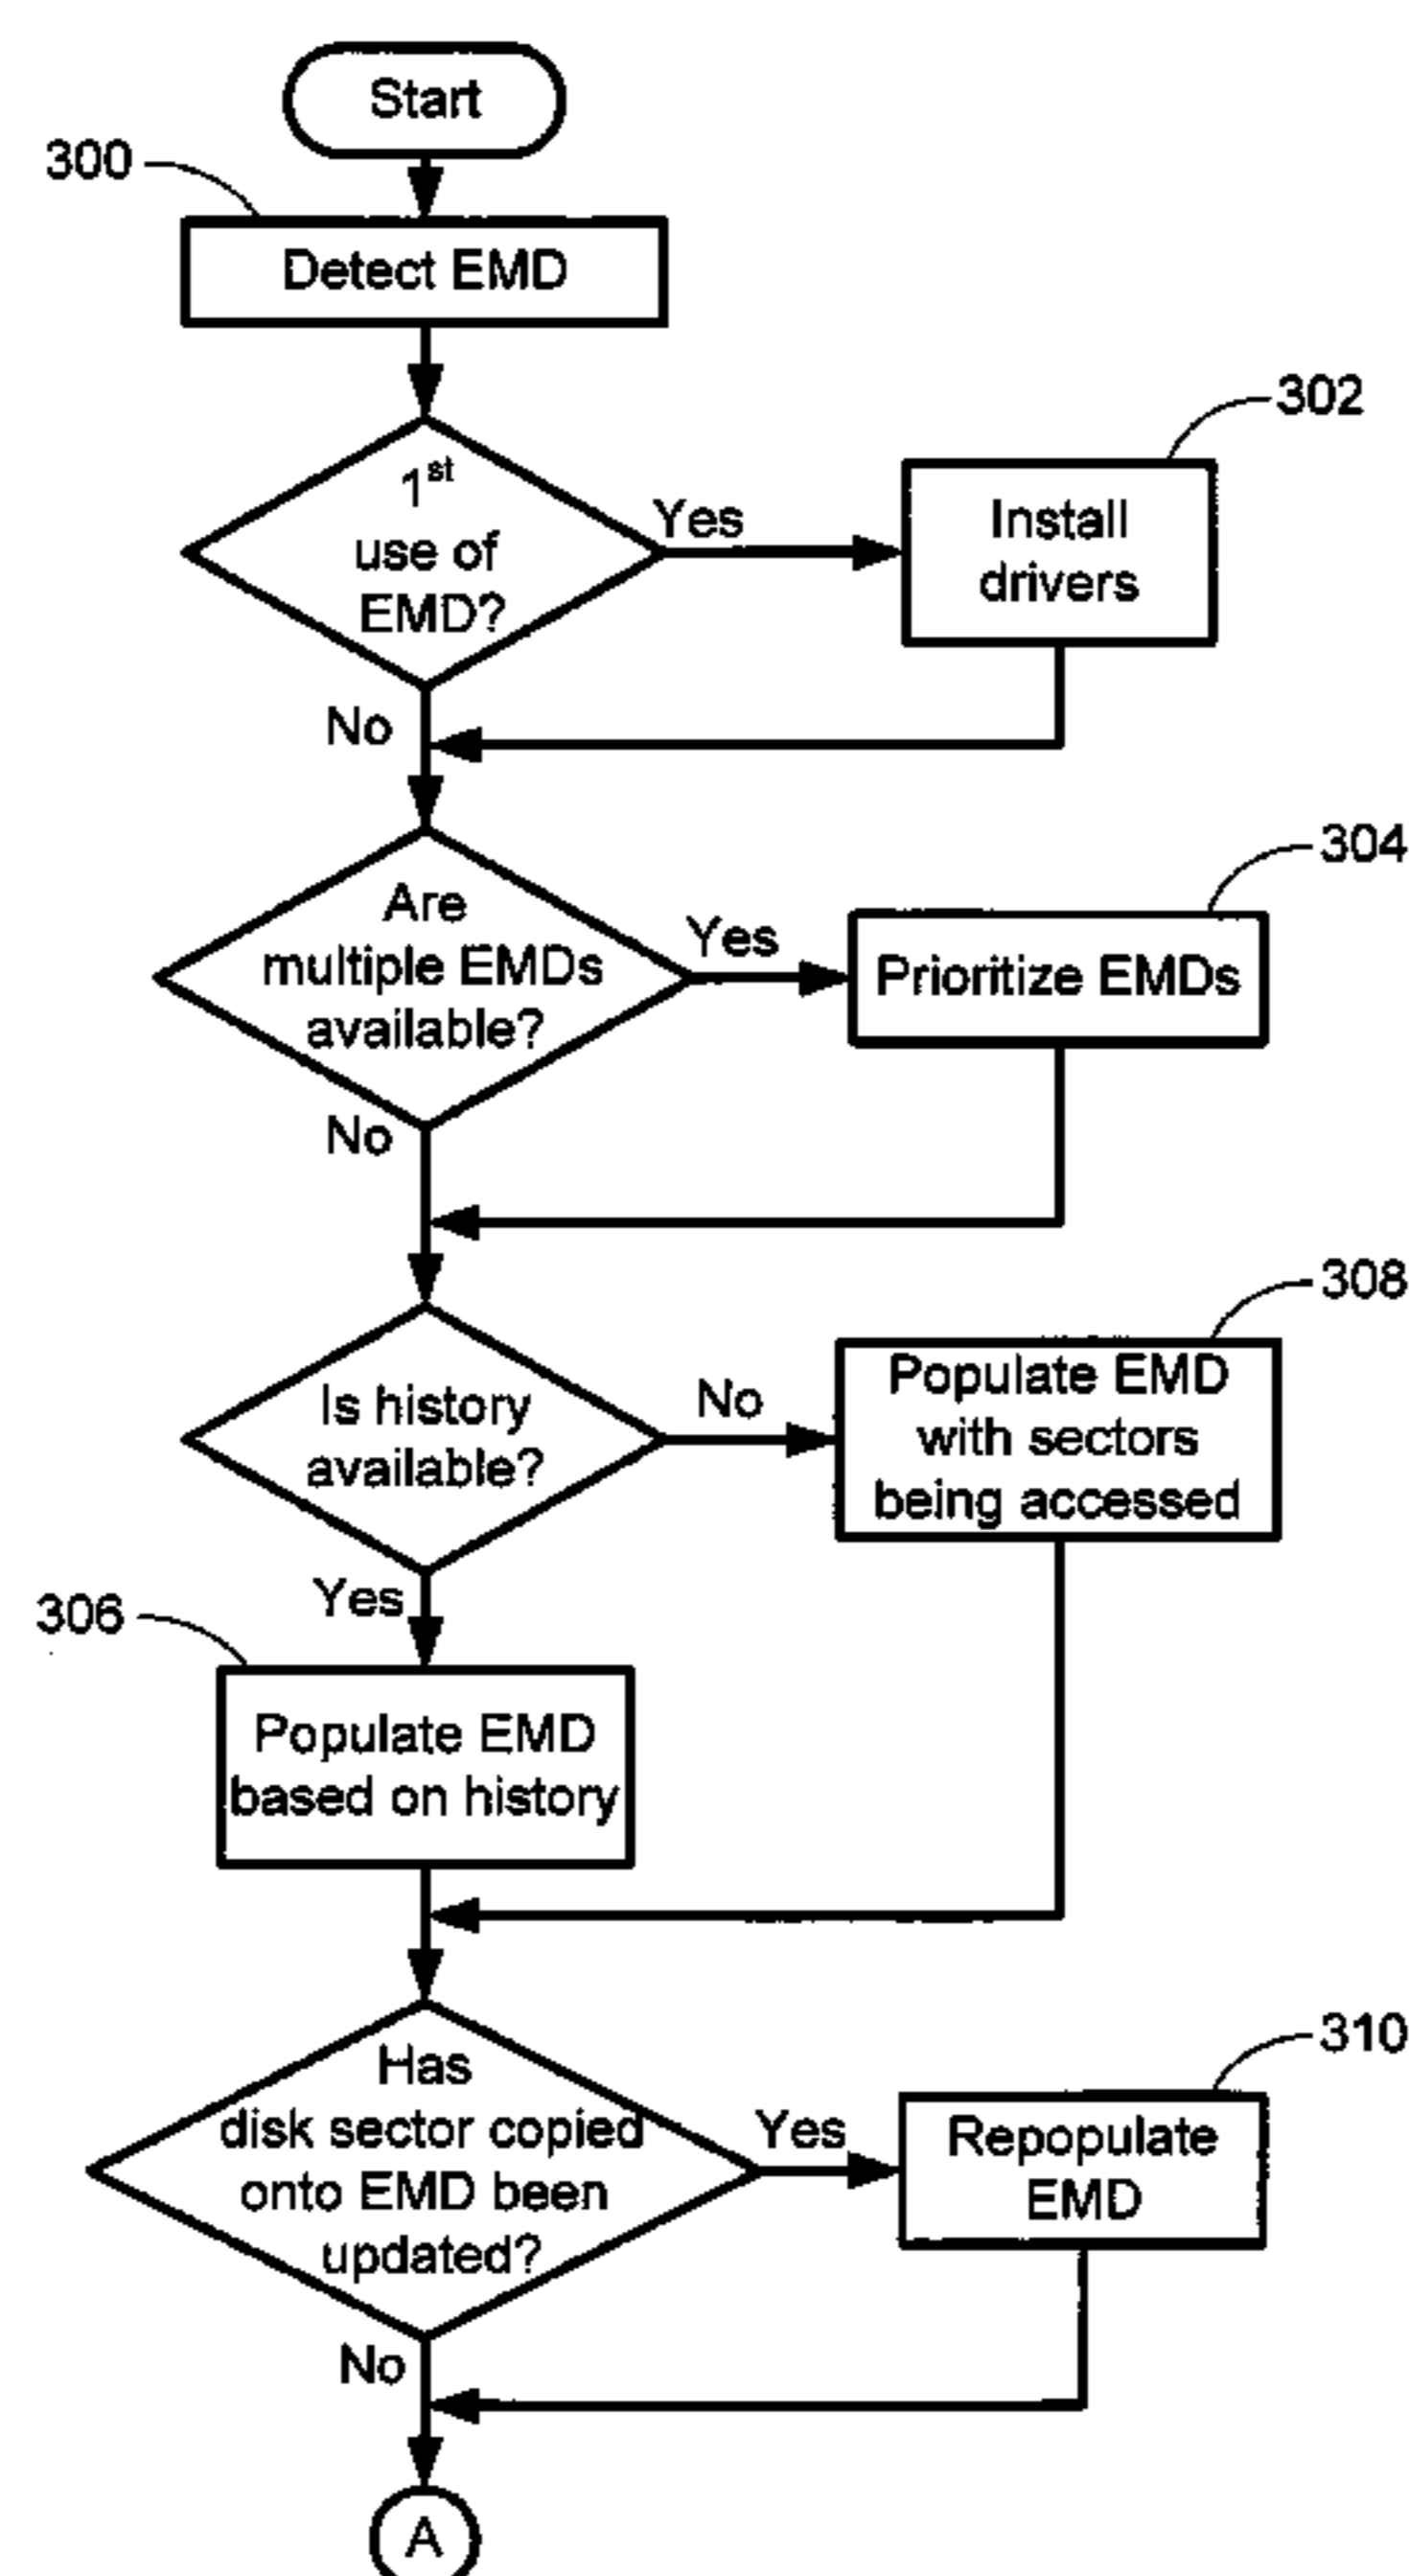 Start
300
Detect EMD
302
1st
use of
EMD?
Yes
Install
drivers
No
304
Are
multiple EMDs
available?
Yes
Prioritize EMDs
No
308
Is history
available?
No
Populate EMD
with sectors
being accessed
Yes
306
Populate EMD
based on history
310
Has
disk sector copied
onto EMD been
updated?
Yes
Repopulate
EMD
No
A